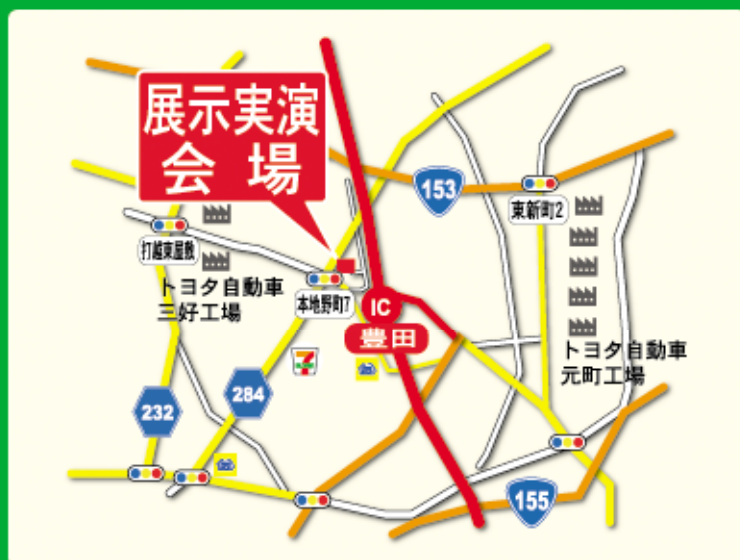 展示実演
会場
153
東新町2
打越東屋敷
トヨタ自動車
三好工場
本地野町7
IC
豊田
7
トヨタ自動車
元町工場
232
284
155